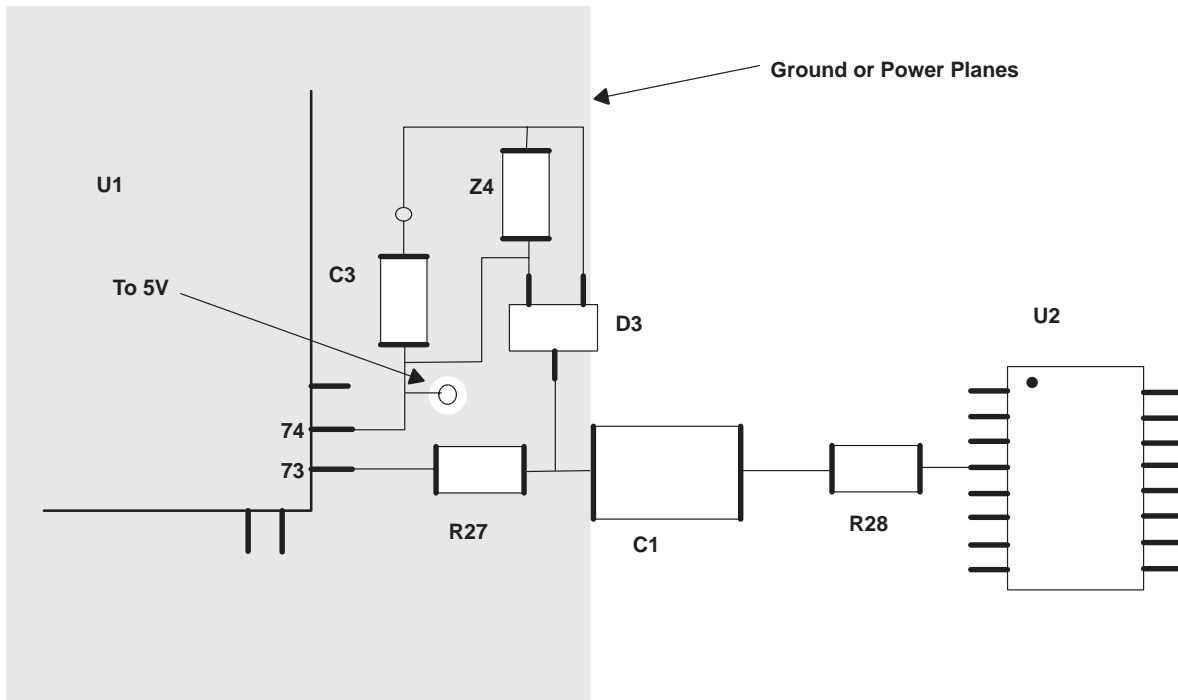 Ground or Power Planes
U1
Z4
C3
To 5V
D3
U2
74
73
R27
C1
R28